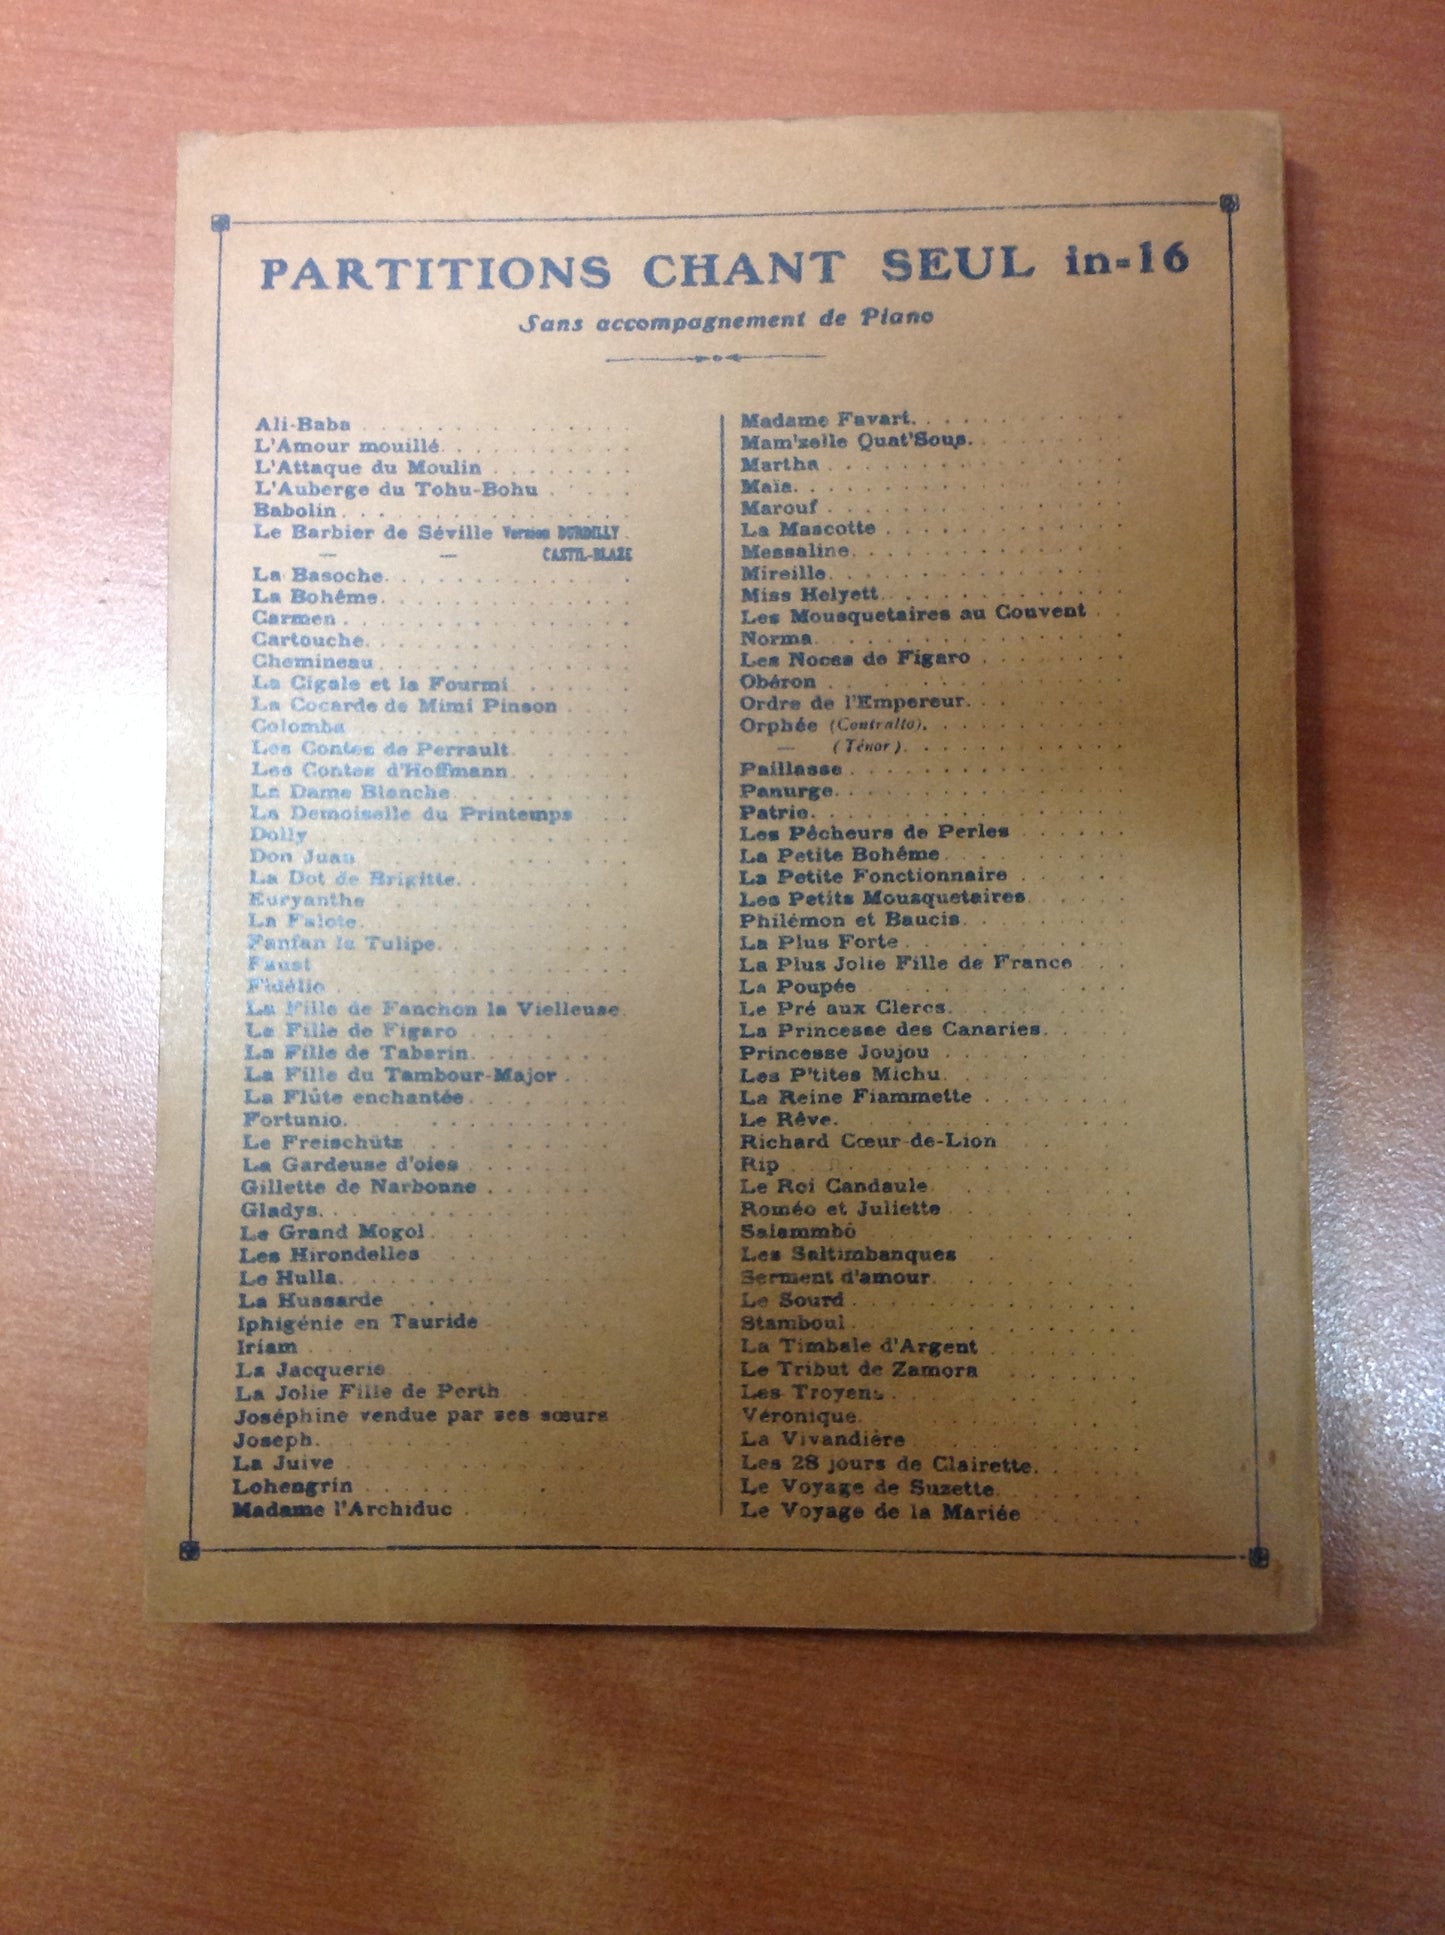 PARTITIONS CHANT SEUL in-16
Sans accompagnement de Piano
Ali-Baba
L'Amour mouillé
L'Attaque du Moulin
L'Auberge du Tohu-Bohu
Babolin
Le Barbier de Séville Version DURDILLY
— — CASTIL-BLAZE
La Basoche
La Bohême
Carmen
Cartouche
Chemineau
La Cigale et la Fourmi
La Cocarde de Mimi Pinson
Colomba
Les Contes de Perrault
Les Contes d'Hoffmann
La Dame Blanche
La Demoiselle du Printemps
Dolly
Don Juan
La Dot de Brigitte
Euryanthe
La Falote
Fanfan la Tulipe
Faust
Fidélio
La Fille de Fanchon la Vielleuse
La Fille de Figaro
La Fille de Tabarin
La Fille du Tambour-Major
La Flûte enchantée
Fortunio
Le Freischütz
La Gardeuse d'oies
Gillette de Narbonne
Gladys
Le Grand Mogol
Les Hirondelles
Le Hulla
La Hussarde
Iphigénie en Tauride
Iriam
La Jacquerie
La Jolie Fille de Perth
Joséphine vendue par ses sœurs
Joseph
La Juive
Lohengrin
Madame l'Archiduc
Madame Favart
Mam'zelle Quat'Sous
Martha
Maïa
Marouf
La Mascotte
Messaline
Mireille
Miss Helyett
Les Mousquetaires au Couvent
Norma
Les Noces de Figaro
Obéron
Ordre de l'Empereur
Orphée (Contralto)
— (Ténor)
Paillasse
Panurge
Patrie
Les Pêcheurs de Perles
La Petite Bohême
La Petite Fonctionnaire
Les Petits Mousquetaires
Philémon et Baucis
La Plus Forte
La Plus Jolie Fille de France
La Poupée
Le Pré aux Clercs
La Princesse des Canaries
Princesse Joujou
Les P'tites Michu
La Reine Fiammette
Le Rêve
Richard Cœur-de-Lion
Rip
Le Roi Candaule
Roméo et Juliette
Salammbô
Les Saltimbanques
Serment d'amour
Le Sourd
Stamboul
La Timbale d'Argent
Le Tribut de Zamora
Les Troyens
Véronique
La Vivandière
Les 28 jours de Clairette
Le Voyage de Suzette
Le Voyage de la Mariée